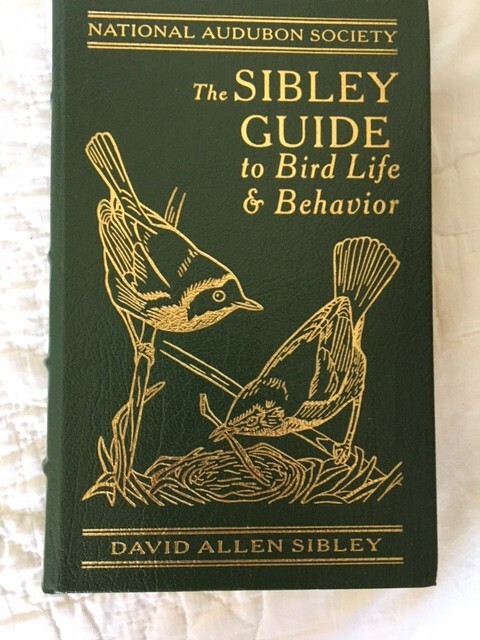 NATIONAL AUDUBON SOCIETY
The SIBLEY
GUIDE
to Bird Life
& Behavior
DAVID ALLEN SIBLEY